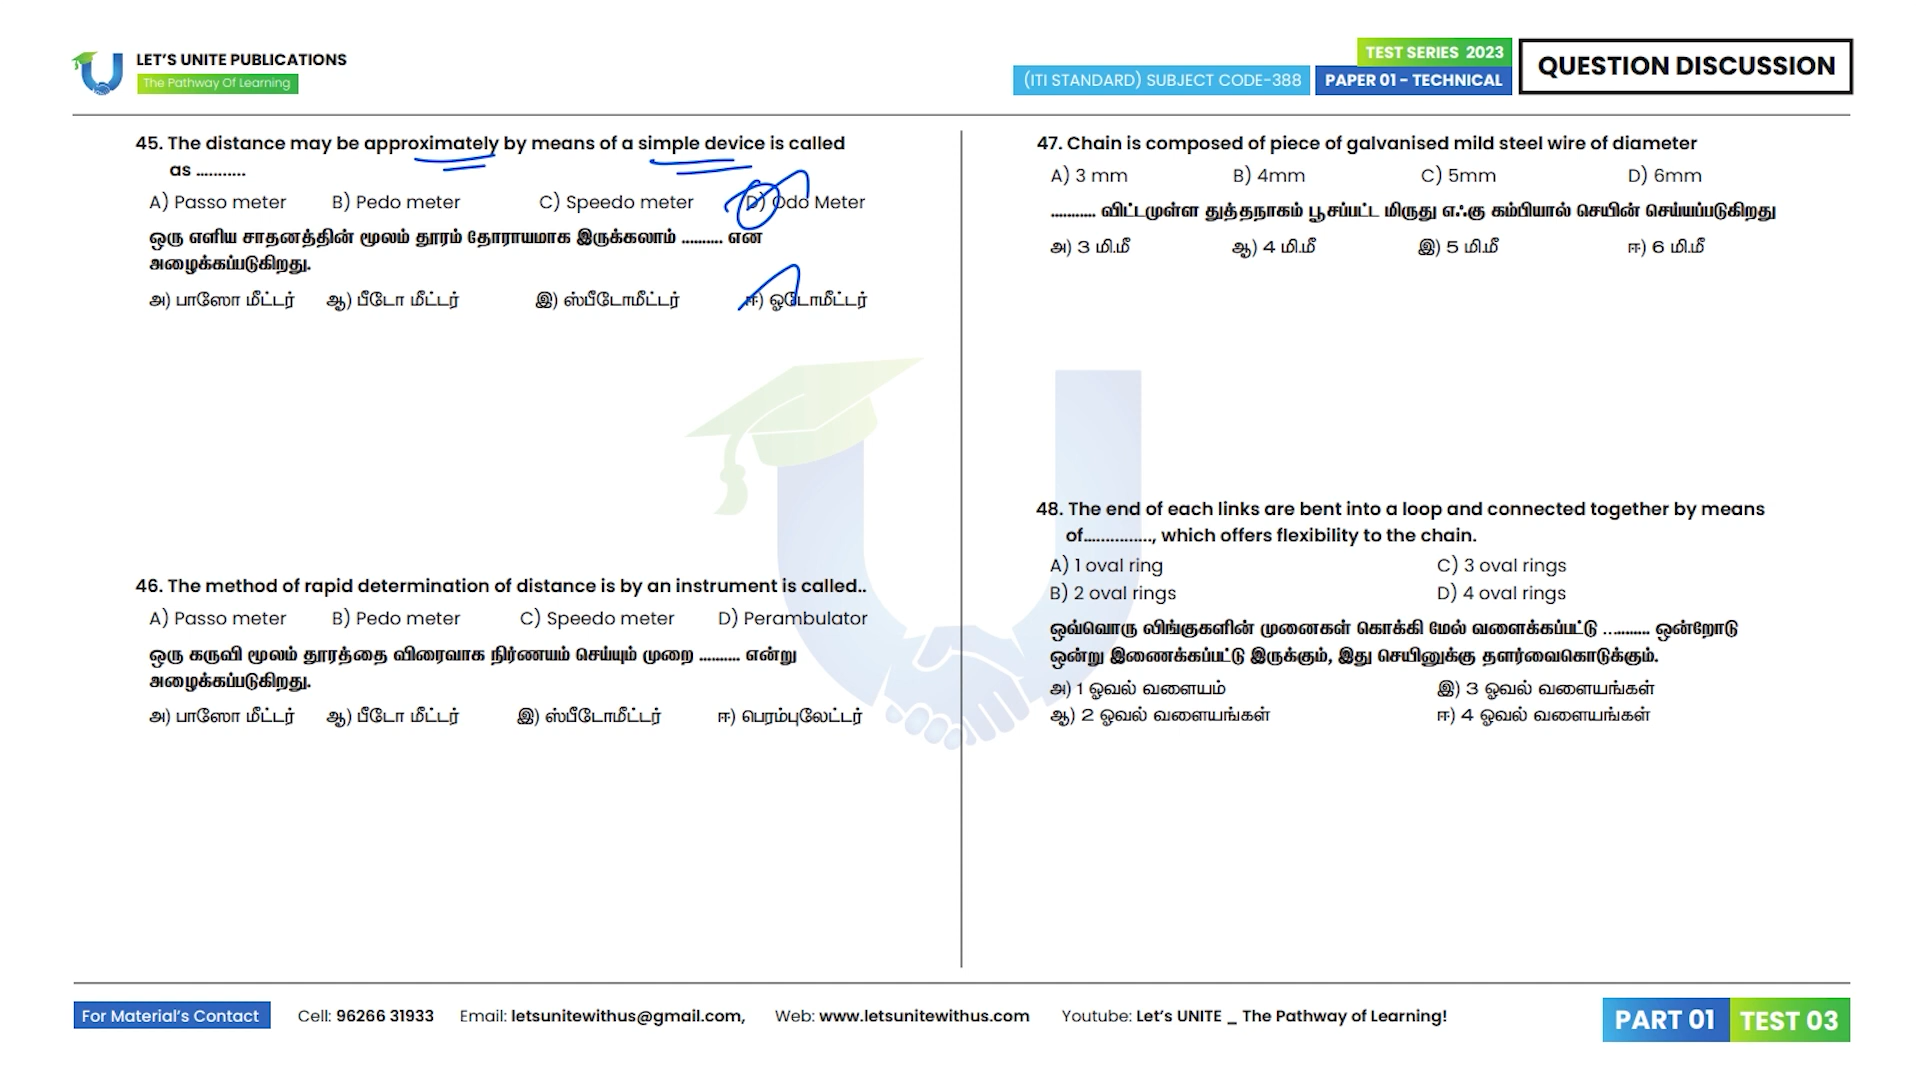 LET'S UNITE PUBLICATIONS
The Pathway Of Learning
TEST SERIES 2023
(ITI STANDARD) SUBJECT CODE-388
PAPER 01 - TECHNICAL
QUESTION DISCUSSION
45. The distance may be approximately by means of a simple device is called
as ...........
A) Passo meter B) Pedo meter C) Speedo meter D) Odo Meter
ஒரு எளிய சாதனத்தின் மூலம் தூரம் தோராயமாக இருக்கலாம் .......... என
அழைக்கப்படுகிறது.
அ) பாஸோ மீட்டர் ஆ) பீடோ மீட்டர் இ) ஸ்பீடோமீட்டர் ஈ) ஓடோமீட்டர்
46. The method of rapid determination of distance is by an instrument is called..
A) Passo meter B) Pedo meter C) Speedo meter D) Perambulator
ஒரு கருவி மூலம் தூரத்தை விரைவாக நிர்ணயம் செய்யும் முறை .......... என்று
அழைக்கப்படுகிறது.
அ) பாஸோ மீட்டர் ஆ) பீடோ மீட்டர் இ) ஸ்பீடோமீட்டர் ஈ) பெரம்புலேட்டர்
47. Chain is composed of piece of galvanised mild steel wire of diameter
A) 3 mm B) 4mm C) 5mm D) 6mm
........... விட்டமுள்ள துத்தநாகம் பூசப்பட்ட மிருது எஃகு கம்பியால் செயின் செய்யப்படுகிறது
அ) 3 மி.மீ ஆ) 4 மி.மீ இ) 5 மி.மீ ஈ) 6 மி.மீ
48. The end of each links are bent into a loop and connected together by means
of..............., which offers flexibility to the chain.
A) 1 oval ring C) 3 oval rings
B) 2 oval rings D) 4 oval rings
ஒவ்வொரு லிங்குகளின் முனைகள் கொக்கி மேல் வளைக்கப்பட்டு ........... ஒன்றோடு
ஒன்று இணைக்கப்பட்டு இருக்கும், இது செயினுக்கு தளர்வைகொடுக்கும்.
அ) 1 ஓவல் வளையம் இ) 3 ஓவல் வளையங்கள்
ஆ) 2 ஓவல் வளையங்கள் ஈ) 4 ஓவல் வளையங்கள்
For Material's Contact Cell: 96266 31933 Email: letsunitewithus@gmail.com, Web: www.letsunitewithus.com Youtube: Let's UNITE _ The Pathway of Learning!
PART 01 TEST 03